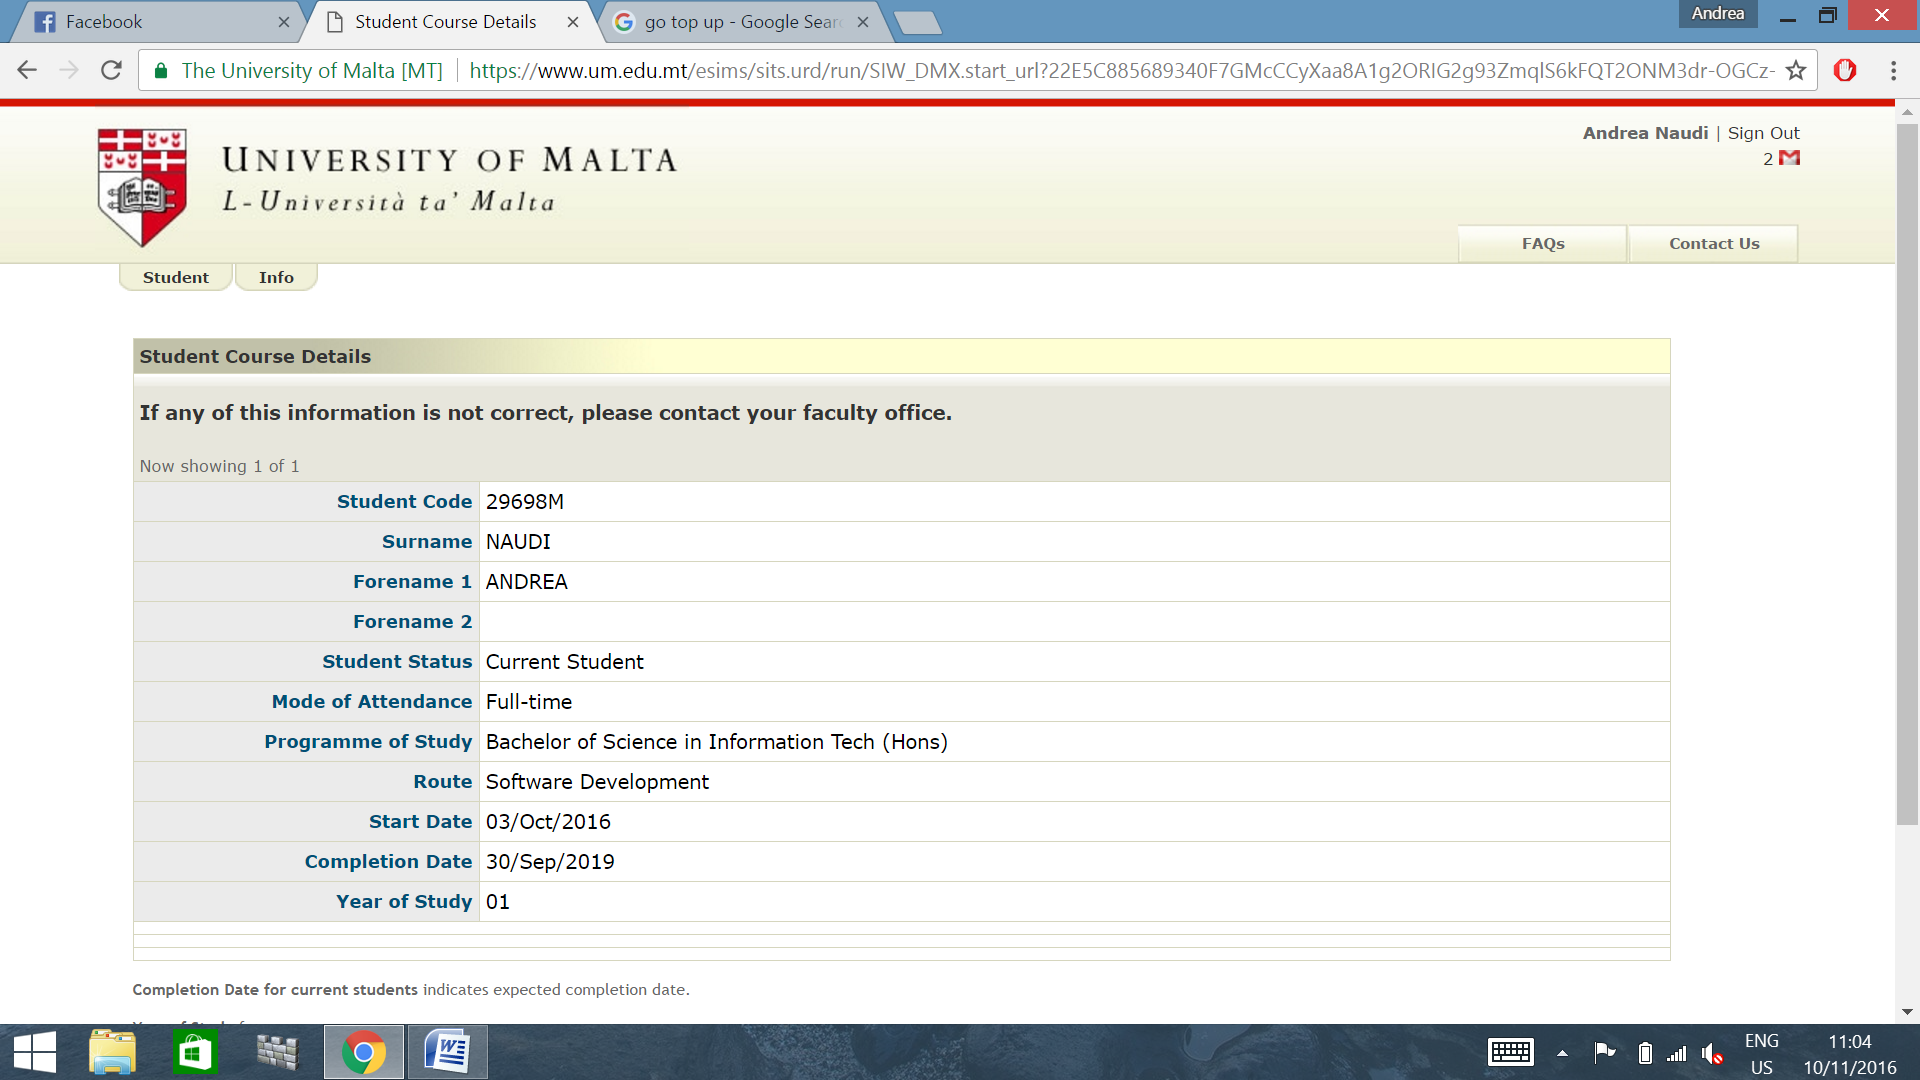 Facebook
Student Course Details
go top up - Google Sear
Andrea
The University of Malta [MT]
https://www.um.edu.mt/esims/sits.urd/run/SIW_DMX.start_url?22E5C885689340F7GMcCCyXaa8A1g2ORIG2g93ZmqlS6kFQT2ONM3dr-OGCz-
UNIVERSITY OF MALTA
L-Università ta' Malta
Andrea Naudi | Sign Out
2
FAQs
Contact Us
Student
Info
Student Course Details
If any of this information is not correct, please contact your faculty office.
Now showing 1 of 1
Student Code 29698M
Surname NAUDI
Forename 1 ANDREA
Forename 2
Student Status Current Student
Mode of Attendance Full-time
Programme of Study Bachelor of Science in Information Tech (Hons)
Route Software Development
Start Date 03/Oct/2016
Completion Date 30/Sep/2019
Year of Study 01
Completion Date for current students indicates expected completion date.
ENG
US
11:04
10/11/2016